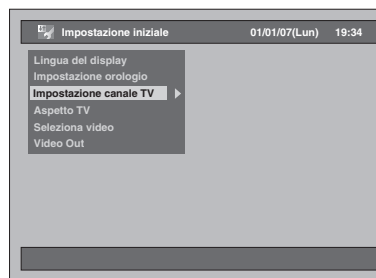 Impostazione iniziale 01/01/07(Lun) 19:34
Lingua del display
Impostazione orologio
Impostazione canale TV
Aspetto TV
Seleziona video
Video Out